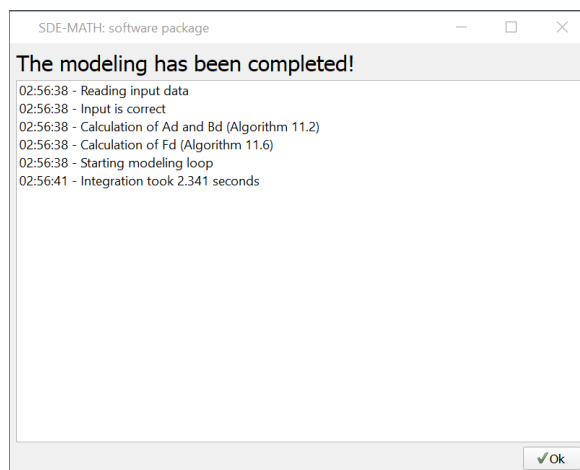 SDE-MATH: software package
The modeling has been completed!
02:56:38 - Reading input data
02:56:38 - Input is correct
02:56:38 - Calculation of Ad and Bd (Algorithm 11.2)
02:56:38 - Calculation of Fd (Algorithm 11.6)
02:56:38 - Starting modeling loop
02:56:41 - Integration took 2.341 seconds
Ok